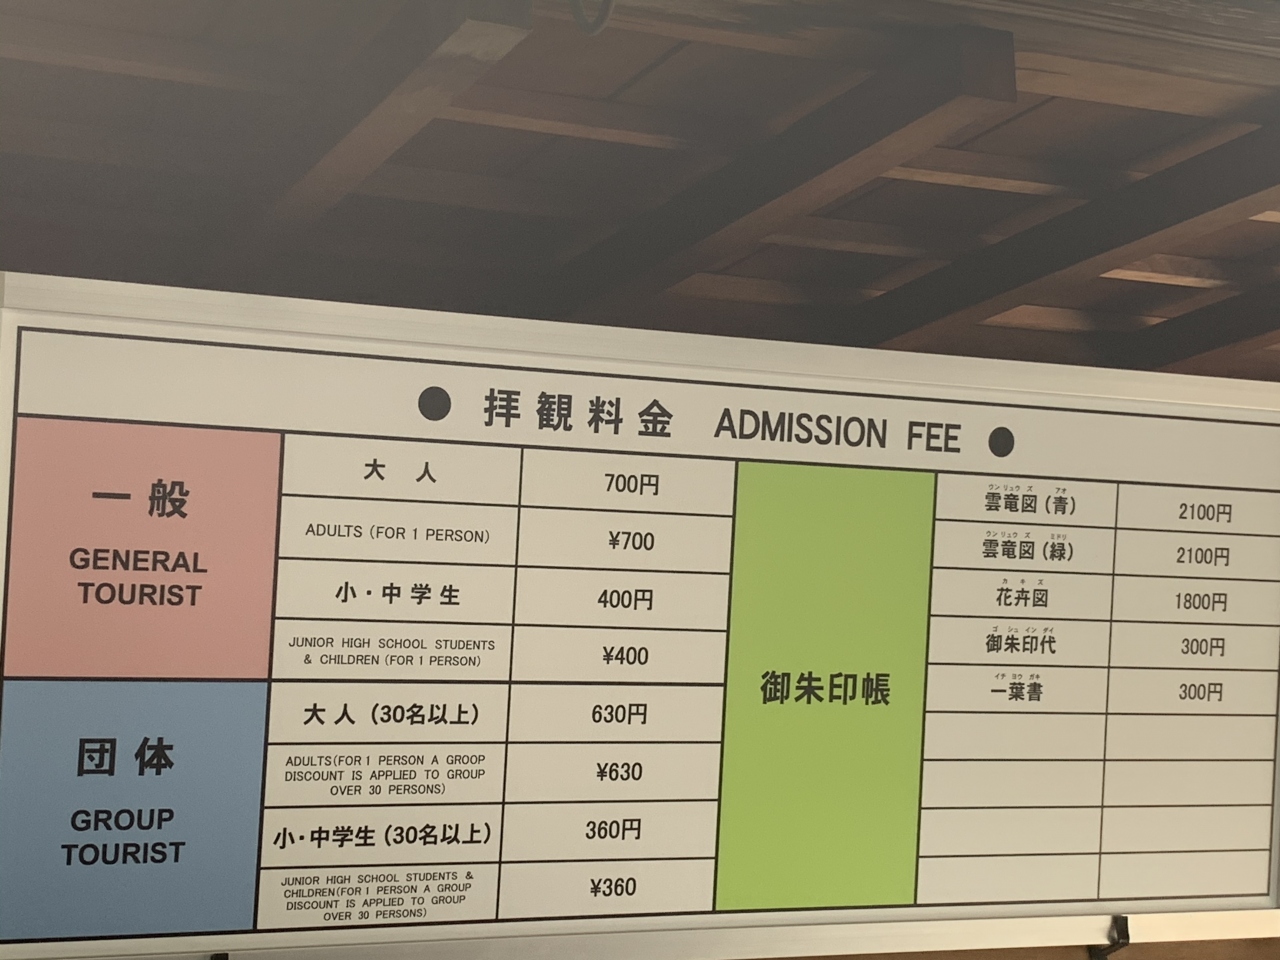 ● 拝観料金 ADMISSION FEE ●
一般
GENERAL
TOURIST
大人
700円
ADULTS (FOR 1 PERSON)
¥700
小・中学生
400円
JUNIOR HIGH SCHOOL STUDENTS
& CHILDREN (FOR 1 PERSON)
¥400
団体
GROUP
TOURIST
大人(30名以上)
630円
ADULTS(FOR 1 PERSON A GROOP
DISCOUNT IS APPLIED TO GROUP
OVER 30 PERSONS)
¥630
小・中学生(30名以上)
360円
JUNIOR HIGH SCHOOL STUDENTS &
CHILDREN(FOR 1 PERSON A GROUP
DISCOUNT IS APPLIED TO GROUP
OVER 30 PERSONS)
¥360
御朱印帳
ウンリュウズ アオ
雲竜図(青)
2100円
ウンリュウズ ミドリ
雲竜図(緑)
2100円
カキズ
花卉図
1800円
ゴシュインダイ
御朱印代
300円
イチヨウガキ
一葉書
300円